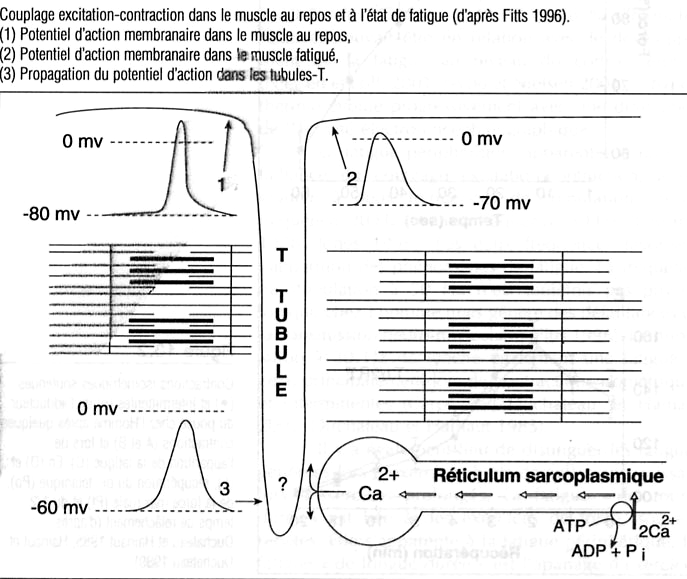 Couplage excitation-contraction dans le muscle au repos et à l'état de fatigue (d'après Fitts 1996).
(1) Potentiel d'action membranaire dans le muscle au repos,
(2) Potentiel d'action membranaire dans le muscle fatigué,
(3) Propagation du potentiel d'action dans les tubules-T.
0 mv
1
-80 mv
0 mv
2
-70 mv
T TUBULE
0 mv
3
-60 mv
?
2+
Ca
Réticulum sarcoplasmique
ATP
2Ca2+
ADP + Pi